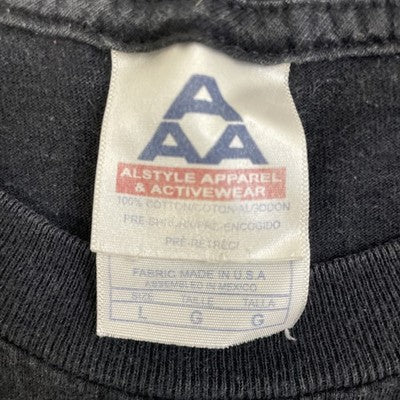 A
AA
ALSTYLE APPAREL
& ACTIVEWEAR
100% COTTON/COTON/ALGODON
PRE-SHRUNK/PRE-ENCOGIDO
PRE-RETRECI
FABRIC MADE IN U.S.A
ASSEMBLED IN MEXICO
SIZE TAILLE TALLA
L G G